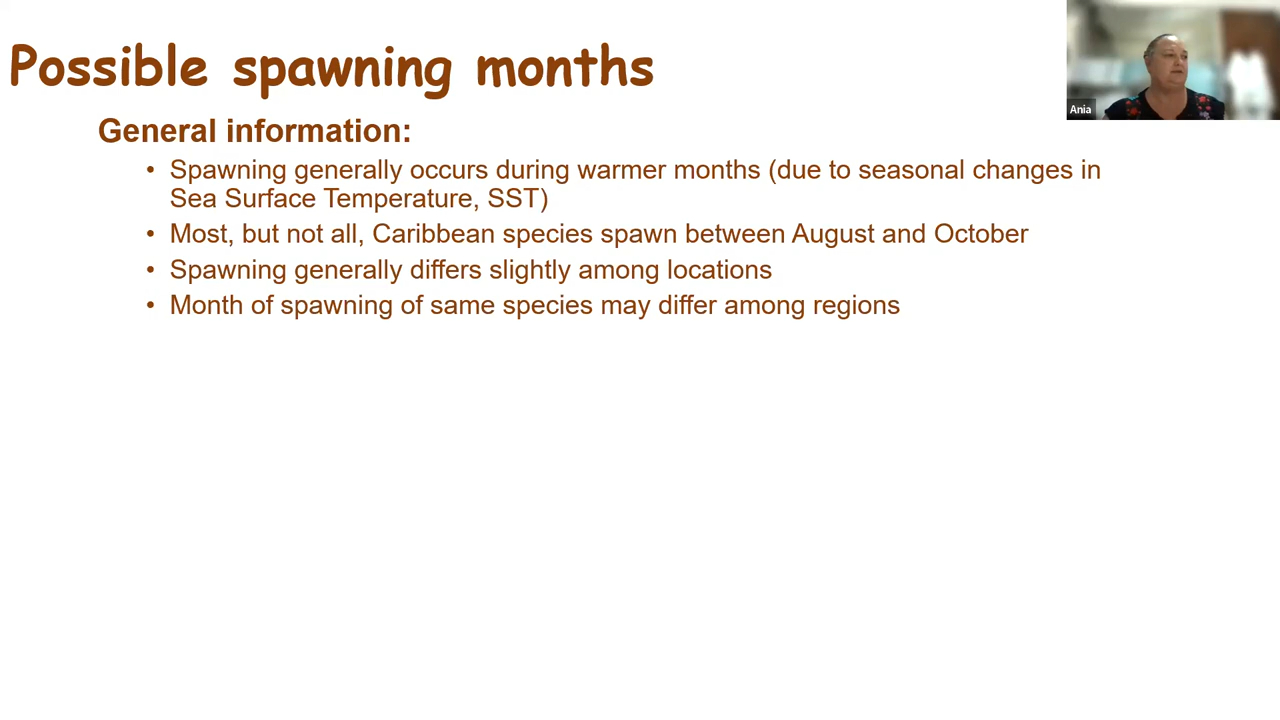 Possible spawning months
Ania
General information:
• Spawning generally occurs during warmer months (due to seasonal changes in
Sea Surface Temperature, SST)
• Most, but not all, Caribbean species spawn between August and October
• Spawning generally differs slightly among locations
• Month of spawning of same species may differ among regions